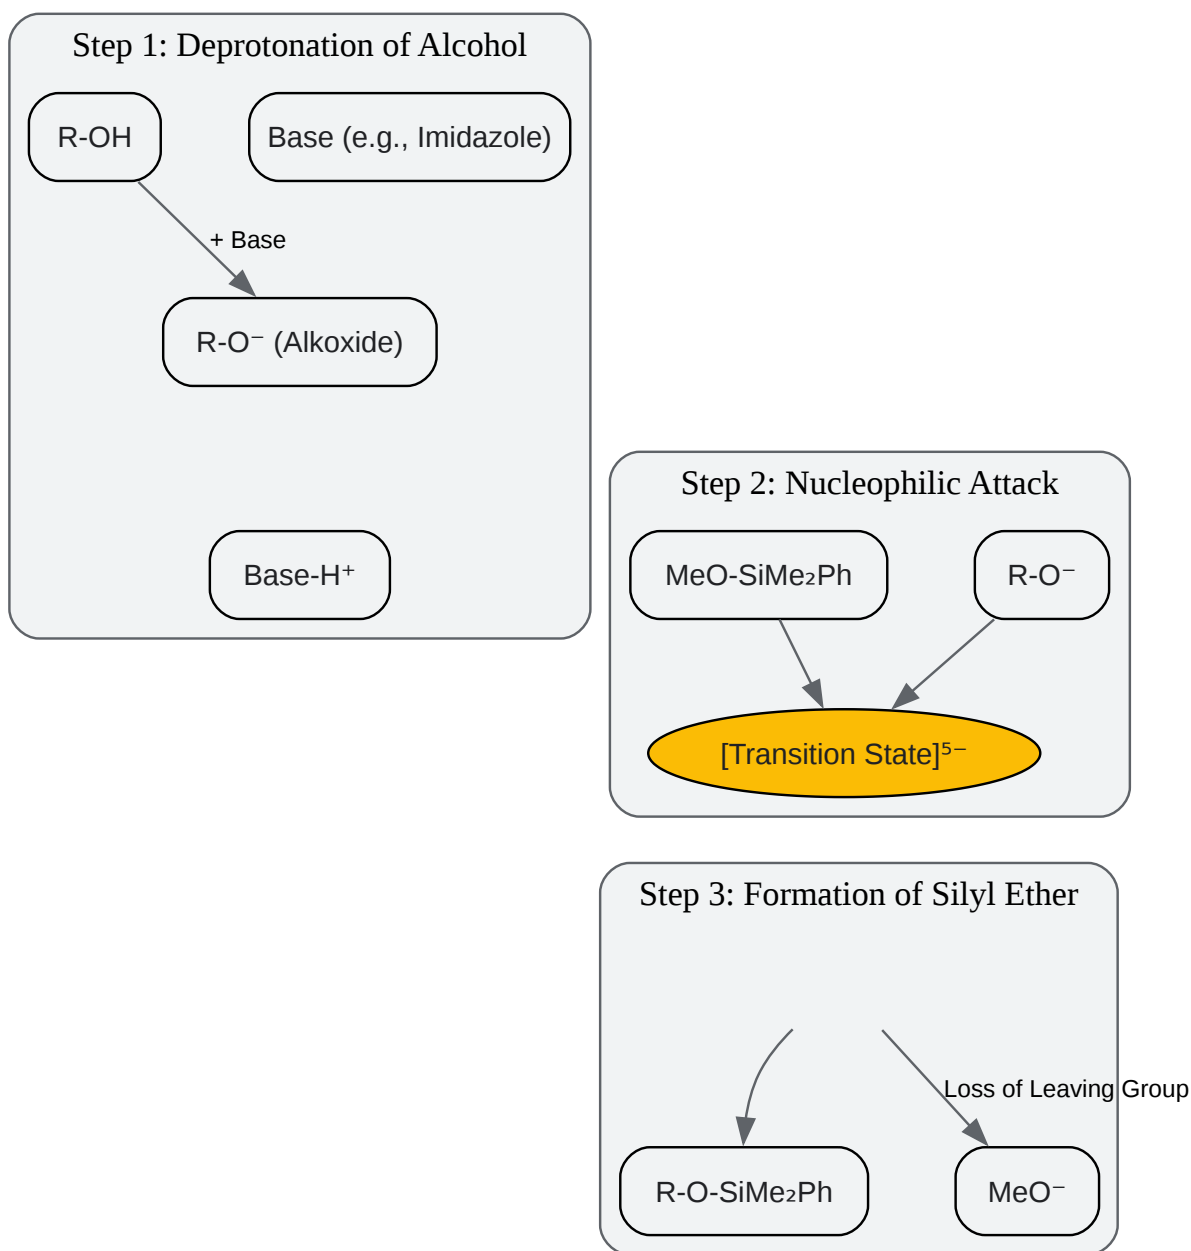 Step 1: Deprotonation of Alcohol
R-OH
Base (e.g., Imidazole)
+ Base
R-O⁻ (Alkoxide)
Base-H⁺
Step 2: Nucleophilic Attack
MeO-SiMe₂Ph
R-O⁻
[Transition State]⁵⁻
Step 3: Formation of Silyl Ether
Loss of Leaving Group
R-O-SiMe₂Ph
MeO⁻